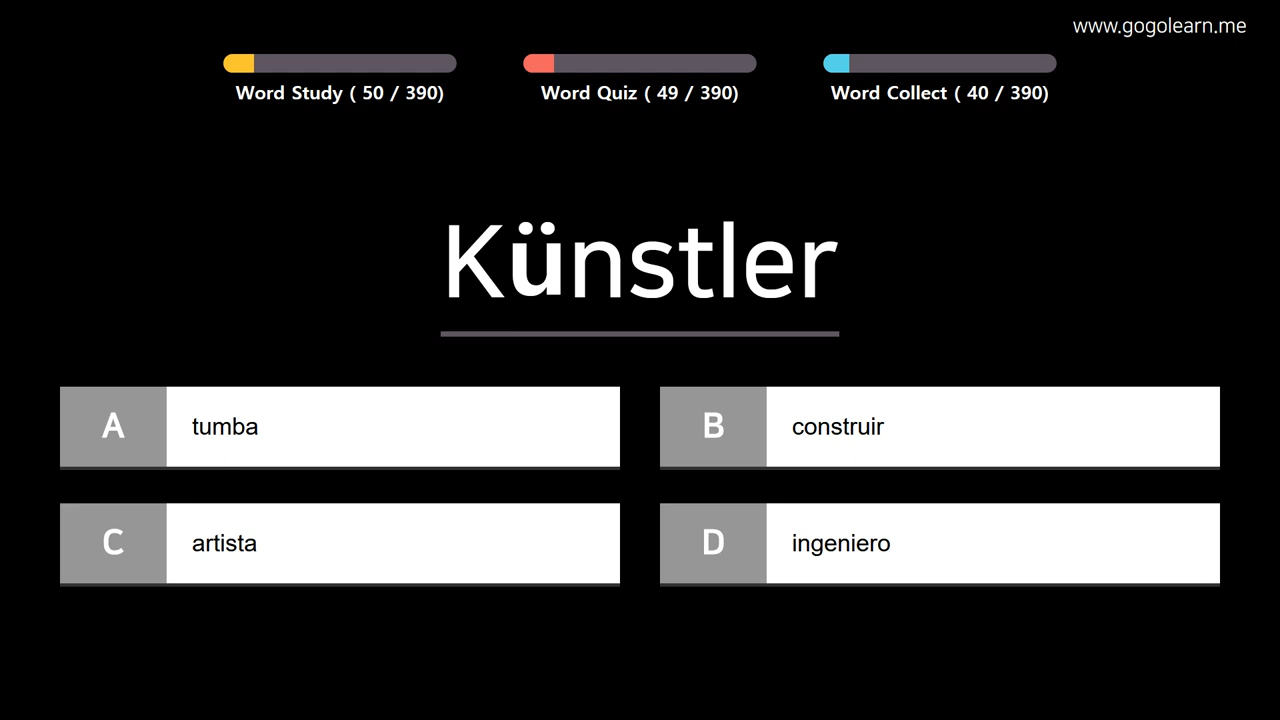 www.gogolearn.me
Word Study ( 50 / 390)
Word Quiz ( 49 / 390)
Word Collect ( 40 / 390)
Künstler
A tumba
B construir
C artista
D ingeniero